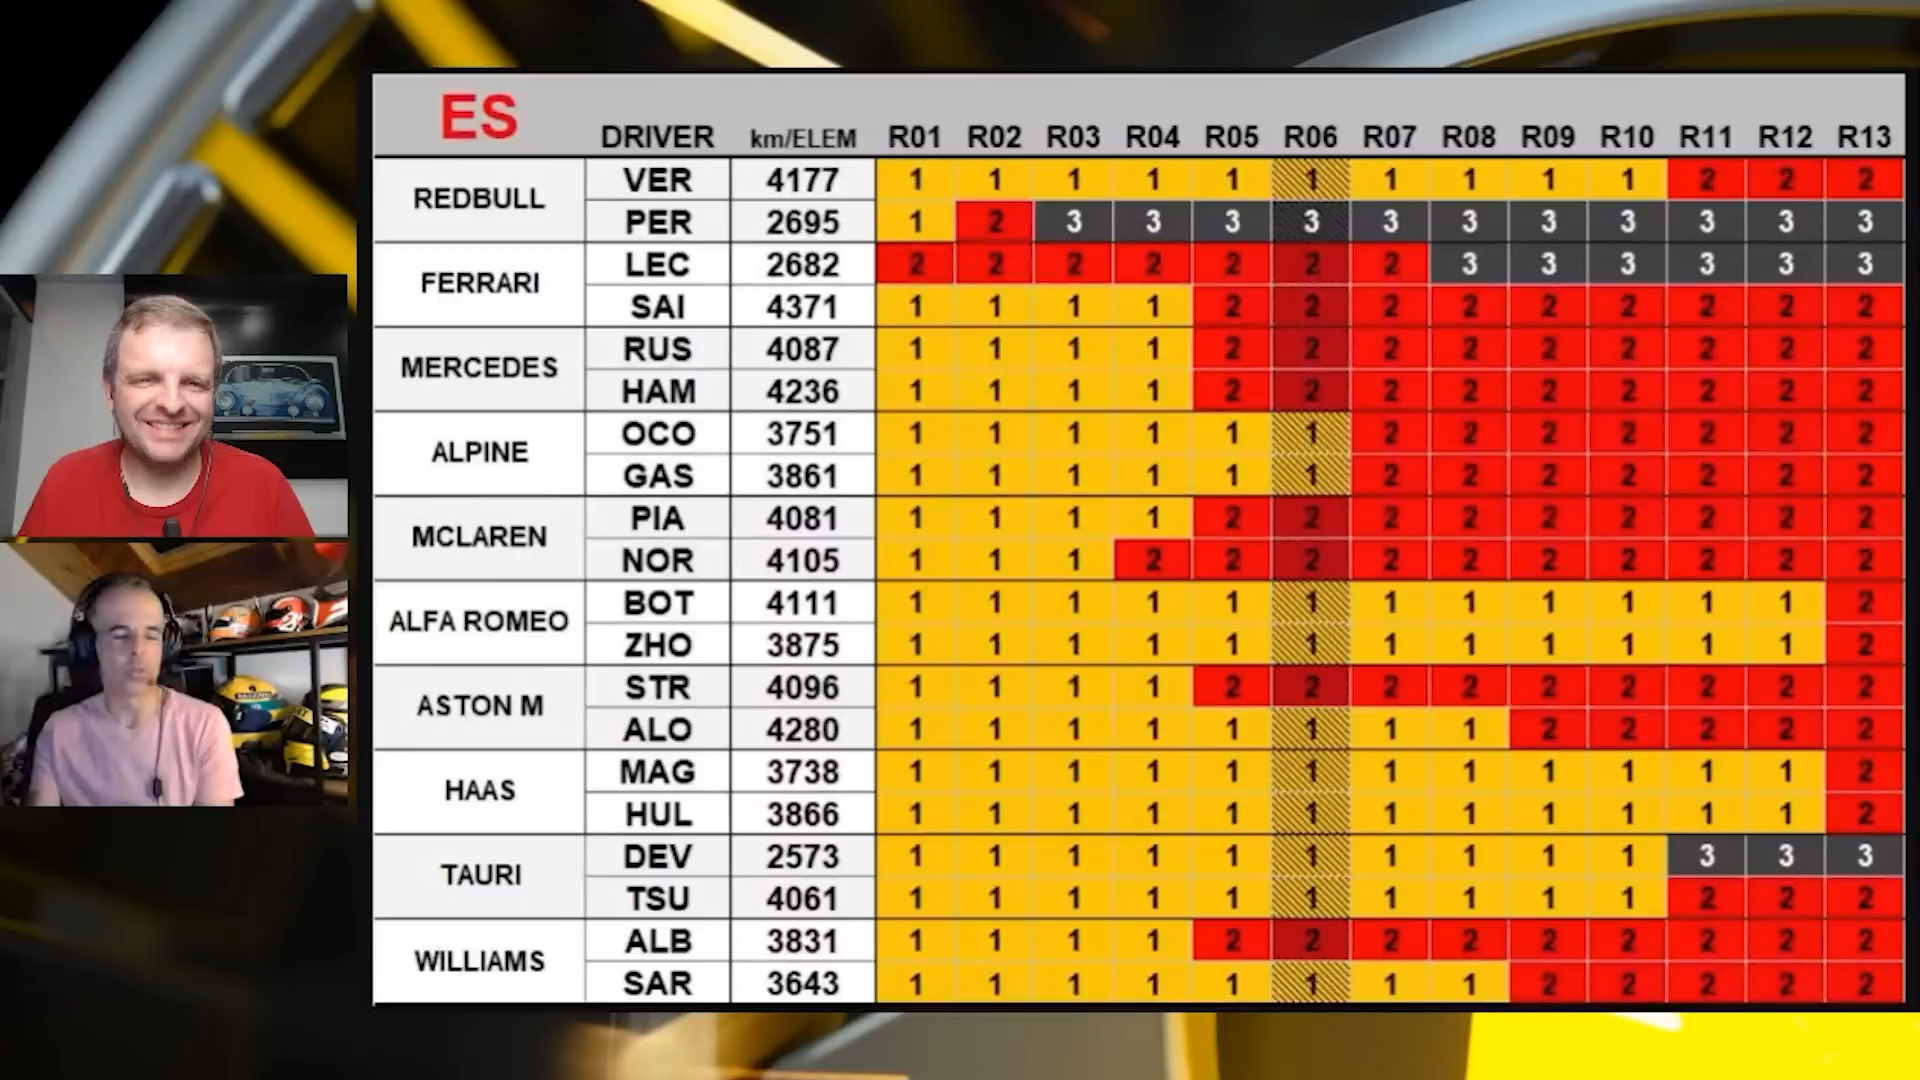 ES DRIVER km/ELEM R01 R02 R03 R04 R05 R06 R07 R08 R09 R10 R11 R12 R13
REDBULL VER 4177 1 1 1 1 1 1 1 1 1 1 2 2 2
PER 2695 1 2 3 3 3 3 3 3 3 3 3 3 3
FERRARI LEC 2682 2 2 2 2 2 2 2 3 3 3 3 3 3
SAI 4371 1 1 1 1 2 2 2 2 2 2 2 2 2
MERCEDES RUS 4087 1 1 1 1 2 2 2 2 2 2 2 2 2
HAM 4236 1 1 1 1 2 2 2 2 2 2 2 2 2
ALPINE OCO 3751 1 1 1 1 1 1 2 2 2 2 2 2 2
GAS 3861 1 1 1 1 1 1 2 2 2 2 2 2 2
MCLAREN PIA 4081 1 1 1 1 2 2 2 2 2 2 2 2 2
NOR 4105 1 1 1 2 2 2 2 2 2 2 2 2 2
ALFA ROMEO BOT 4111 1 1 1 1 1 1 1 1 1 1 1 1 2
ZHO 3875 1 1 1 1 1 1 1 1 1 1 1 1 2
ASTON M STR 4096 1 1 1 1 2 2 2 2 2 2 2 2 2
ALO 4280 1 1 1 1 1 1 1 1 2 2 2 2 2
HAAS MAG 3738 1 1 1 1 1 1 1 1 1 1 1 1 2
HUL 3866 1 1 1 1 1 1 1 1 1 1 1 1 2
TAURI DEV 2573 1 1 1 1 1 1 1 1 1 1 3 3 3
TSU 4061 1 1 1 1 1 1 1 1 1 1 2 2 2
WILLIAMS ALB 3831 1 1 1 1 2 2 2 2 2 2 2 2 2
SAR 3643 1 1 1 1 1 1 1 1 2 2 2 2 2